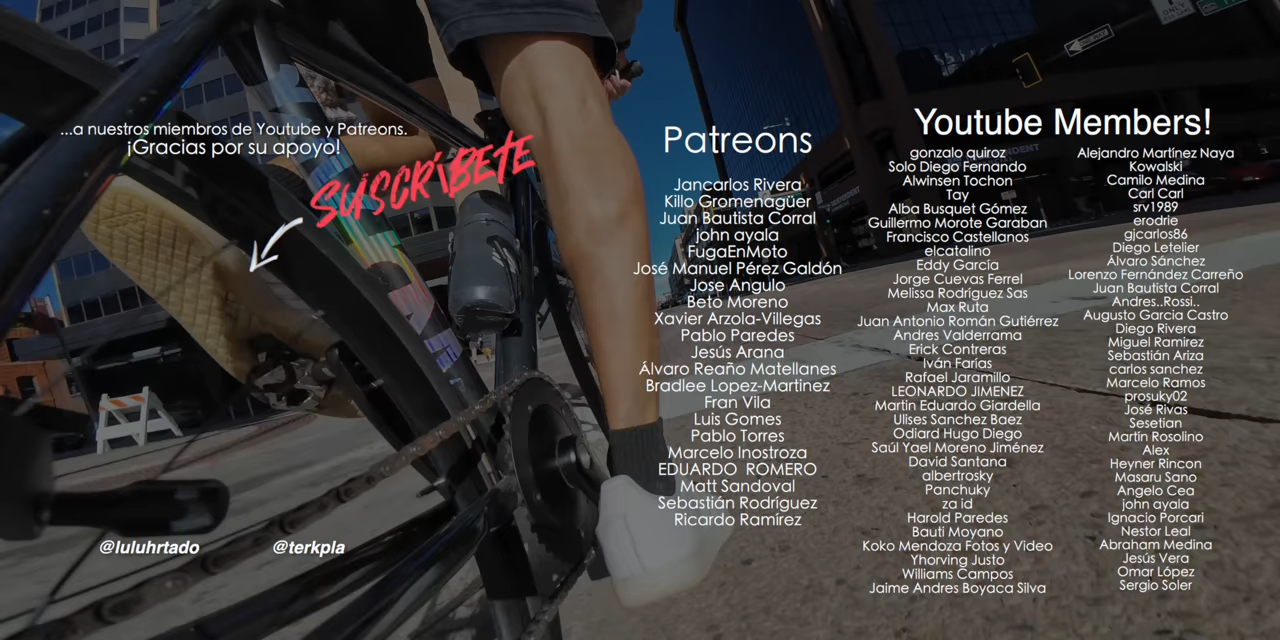 ...a nuestros miembros de Youtube y Patreons.
¡Gracias por su apoyo!
SUSCRÍBETE
@luluhrtado
@terkpla
Patreons
Jancarlos Rivera
Killo Gromenagüer
Juan Bautista Corral
john ayala
FugaEnMoto
José Manuel Pérez Galdón
Jose Angulo
Beto Moreno
Xavier Arzola-Villegas
Pablo Paredes
Jesús Arana
Álvaro Reaño Matellanes
Bradlee Lopez-Martinez
Fran Vila
Luis Gomes
Pablo Torres
Marcelo Inostroza
EDUARDO ROMERO
Matt Sandoval
Sebastián Rodríguez
Ricardo Ramírez
Youtube Members!
gonzalo quiroz
Solo Diego Fernando
Alwinsen Tochon
Tay
Alba Busquet Gómez
Guillermo Morote Garaban
Francisco Castellanos
elcatalino
Eddy García
Jorge Cuevas Ferrel
Melissa Rodríguez Sas
Max Ruta
Juan Antonio Román Gutiérrez
Andres Valderrama
Erick Contreras
Iván Farías
Rafael Jaramillo
LEONARDO JIMENEZ
Martin Eduardo Giardella
Ulises Sanchez Baez
Odiard Hugo Diego
Saúl Yael Moreno Jiménez
David Santana
albertrosky
Panchuky
za id
Harold Paredes
Bauti Moyano
Koko Mendoza Fotos y Video
Yhorving Justo
Williams Campos
Jaime Andres Boyaca Silva
Alejandro Martínez Naya
Kowalski
Camilo Medina
Carl Carl
srv1989
erodrie
gjcarlos86
Diego Letelier
Álvaro Sánchez
Lorenzo Fernández Carreño
Juan Bautista Corral
Andres..Rossi..
Augusto Garcia Castro
Diego Rivera
Miguel Ramirez
Sebastián Ariza
carlos sanchez
Marcelo Ramos
prosuky02
José Rivas
Sesetian
Martín Rosolino
Alex
Heyner Rincon
Masaru Sano
Angelo Cea
john ayala
Ignacio Porcari
Nestor Leal
Abraham Medina
Jesús Vera
Omar López
Sergio Soler
ONLY
ONE WAY